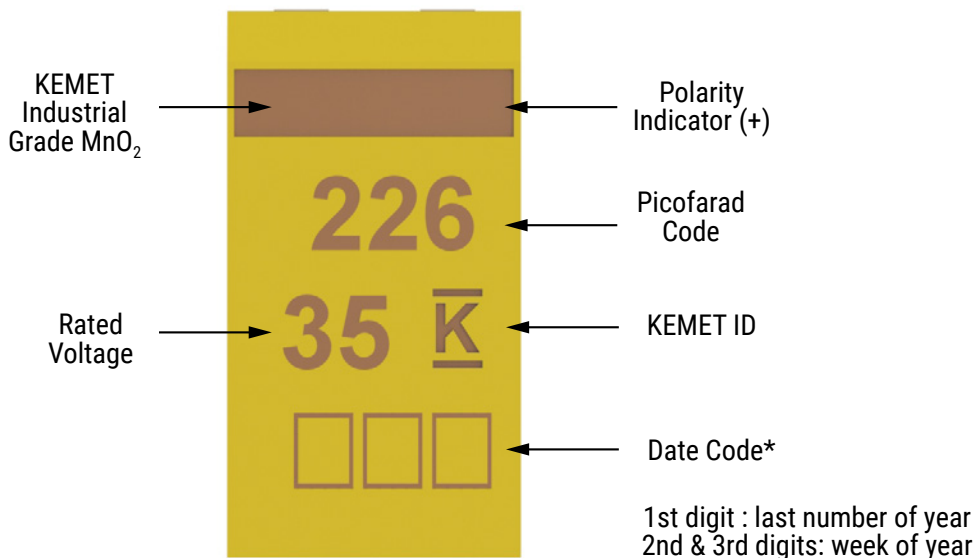 KEMET
Industrial
Grade MnO₂
Polarity
Indicator (+)
226
Picofarad
Code
Rated
Voltage
35 K
KEMET ID
Date Code*
1st digit : last number of year
2nd & 3rd digits: week of year